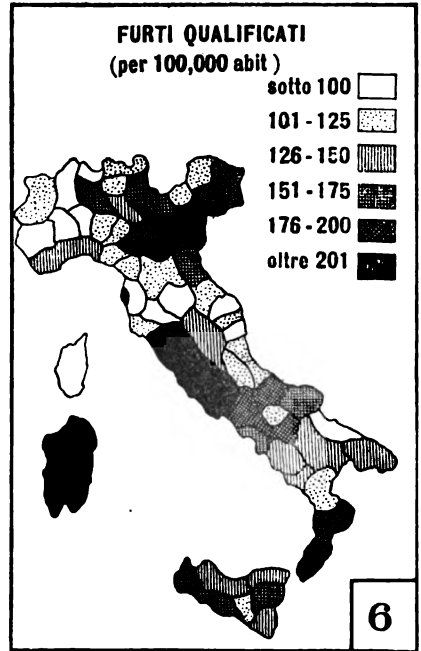 FURTI QUALIFICATI
(per 100,000 abit)
sotto 100
101-125
126-150
151-175
176-200
oltre 201
6